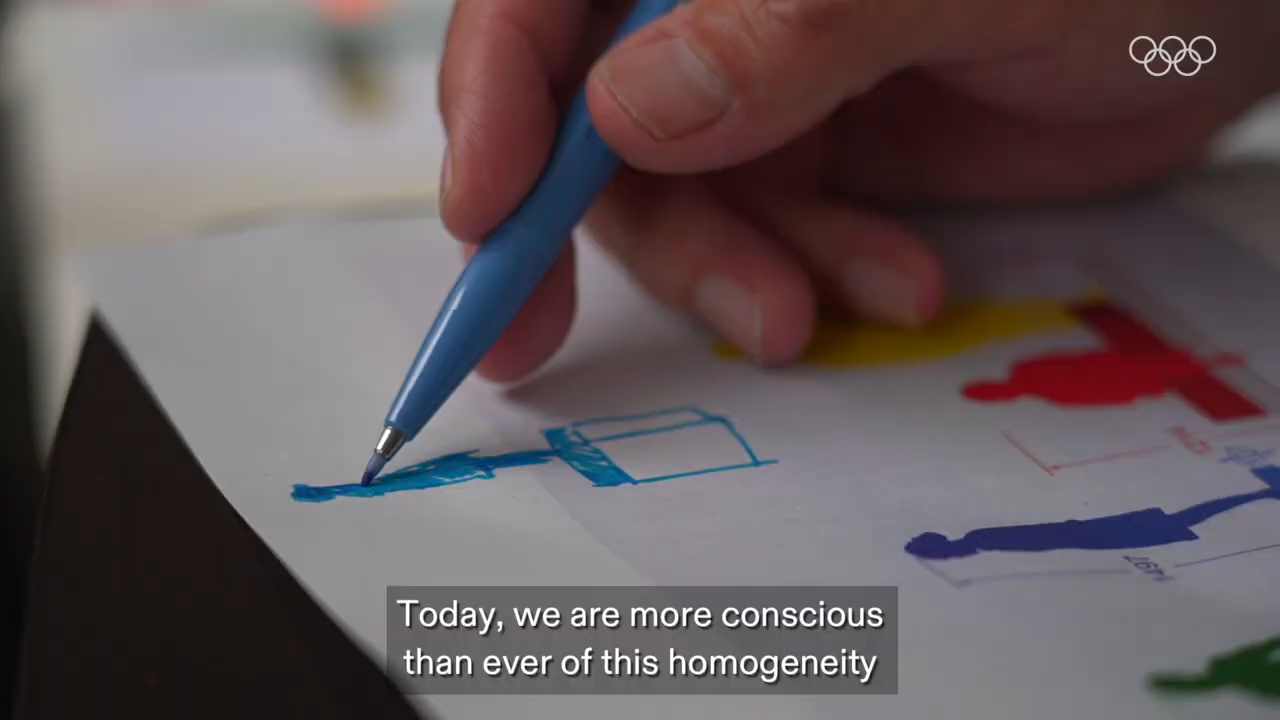 Today, we are more conscious
than ever of this homogeneity